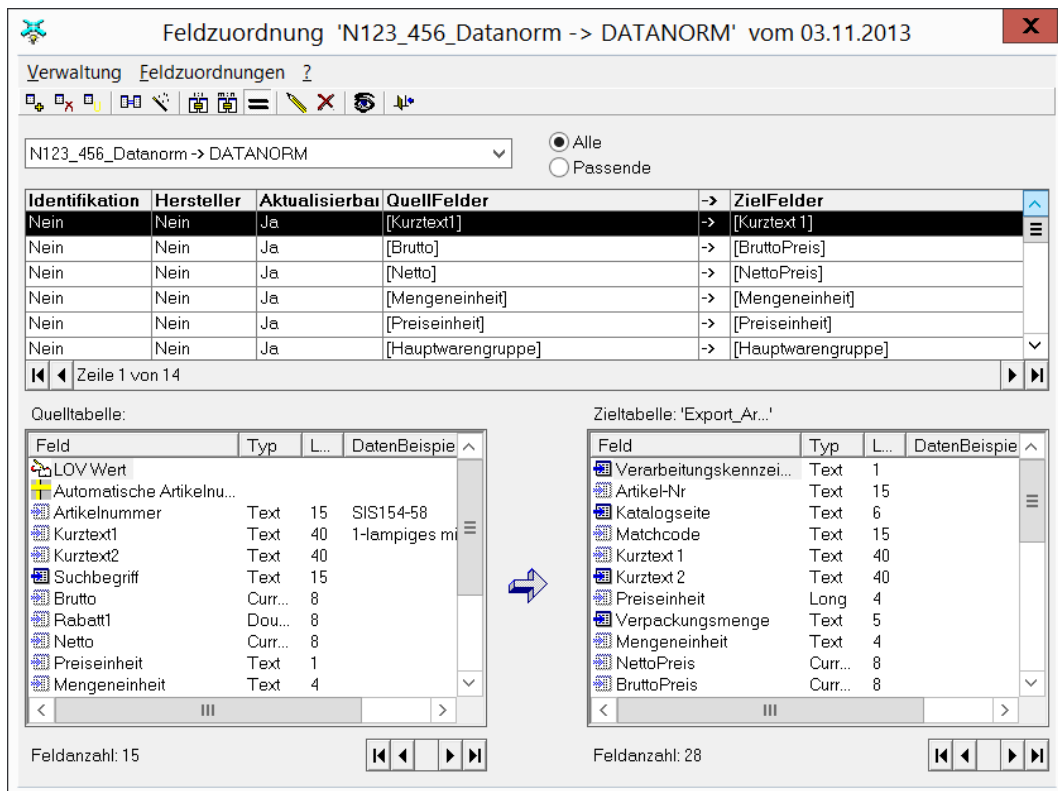 Feldzuordnung 'N123_456_Datanorm -> DATANORM' vom 03.11.2013
X
Verwaltung Feldzuordnungen ?
N123_456_Datanorm -> DATANORM
Alle
Passende
Identifikation Hersteller Aktualisierbar QuellFelder -> ZielFelder
Nein Nein Ja [Kurztext1] -> [Kurztext 1]
Nein Nein Ja [Brutto] -> [BruttoPreis]
Nein Nein Ja [Netto] -> [NettoPreis]
Nein Nein Ja [Mengeneinheit] -> [Mengeneinheit]
Nein Nein Ja [Preiseinheit] -> [Preiseinheit]
Nein Nein Ja [Hauptwarengruppe] -> [Hauptwarengruppe]
Zeile 1 von 14
Quelltabelle:
Feld Typ L... DatenBeispie
LOV Wert
Automatische Artikelnu...
Artikelnummer Text 15 SIS154-58
Kurztext1 Text 40 1-lampiges mi
Kurztext2 Text 40
Suchbegriff Text 15
Brutto Curr... 8
Rabatt1 Dou... 8
Netto Curr... 8
Preiseinheit Text 1
Mengeneinheit Text 4
Feldanzahl: 15
Zieltabelle: 'Export_Ar...'
Feld Typ L... DatenBeispie
Verarbeitungskennzei... Text 1
Artikel-Nr Text 15
Katalogseite Text 6
Matchcode Text 15
Kurztext 1 Text 40
Kurztext 2 Text 40
Preiseinheit Long 4
Verpackungsmenge Text 5
Mengeneinheit Text 4
NettoPreis Curr... 8
BruttoPreis Curr... 8
Feldanzahl: 28